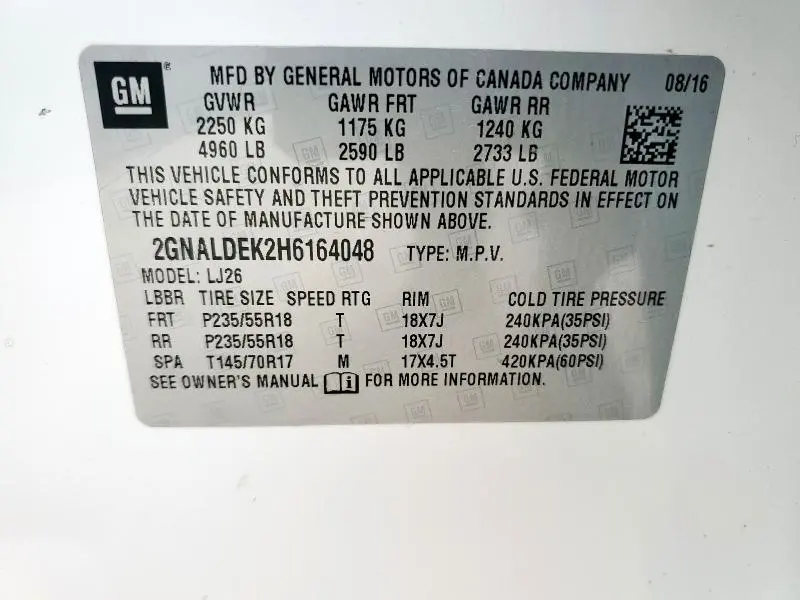 GM ® MFD BY GENERAL MOTORS OF CANADA COMPANY 08/16
GVWR GAWR FRT GAWR RR
2250 KG 1175 KG 1240 KG
4960 LB 2590 LB 2733 LB
THIS VEHICLE CONFORMS TO ALL APPLICABLE U.S. FEDERAL MOTOR
VEHICLE SAFETY AND THEFT PREVENTION STANDARDS IN EFFECT ON
THE DATE OF MANUFACTURE SHOWN ABOVE.
2GNALDEK2H6164048 TYPE: M.P.V.
MODEL: LJ26
LBBR TIRE SIZE SPEED RTG RIM COLD TIRE PRESSURE
FRT P235/55R18 T 18X7J 240KPA(35PSI)
RR P235/55R18 T 18X7J 240KPA(35PSI)
SPA T145/70R17 M 17X4.5T 420KPA(60PSI)
SEE OWNER'S MANUAL i FOR MORE INFORMATION.